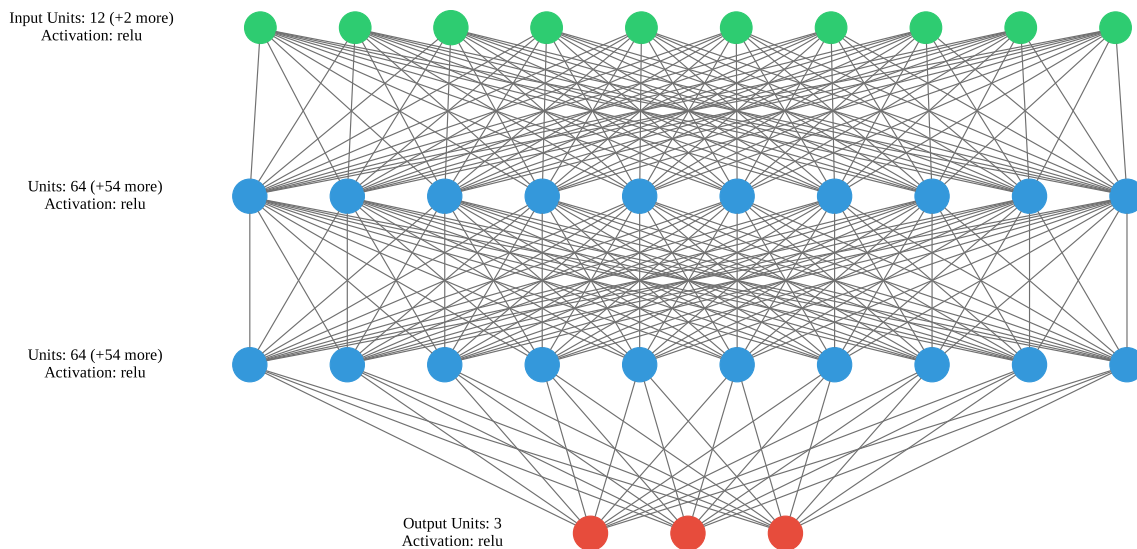 Input Units: 12 (+2 more)
Activation: relu
Units: 64 (+54 more)
Activation: relu
Units: 64 (+54 more)
Activation: relu
Output Units: 3
Activation: relu